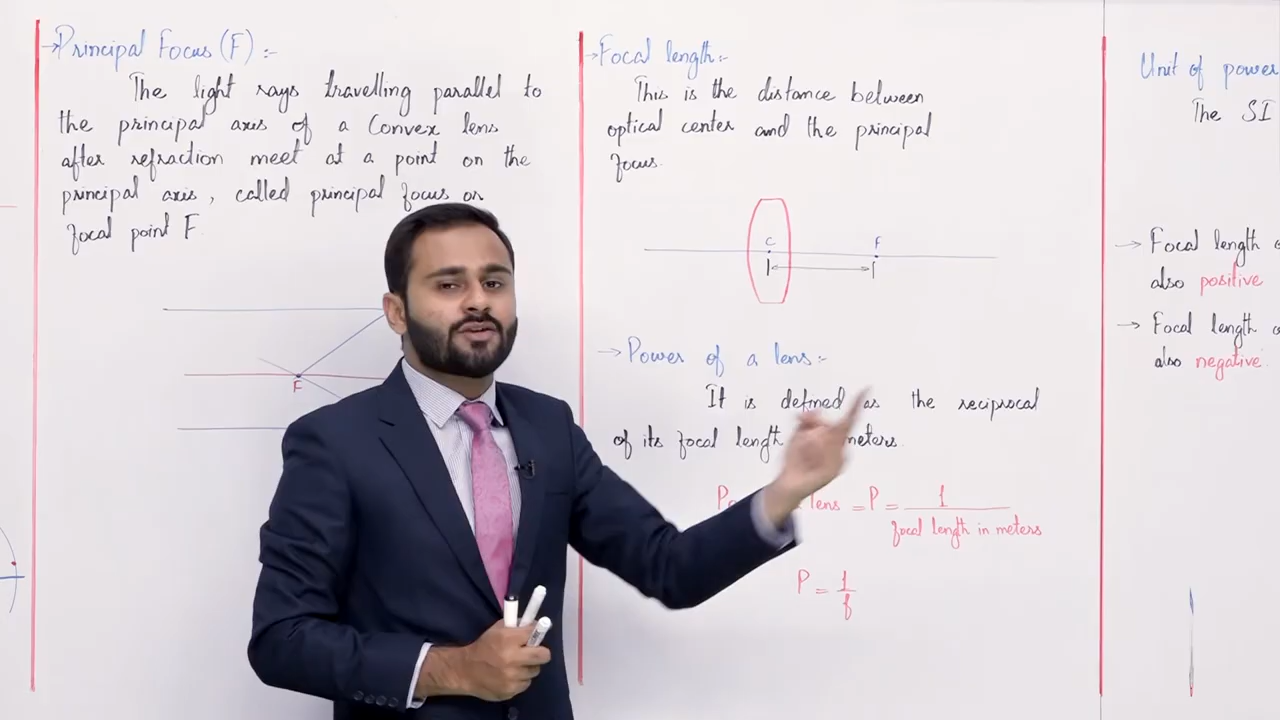 →Principal Focus (F):-
The light rays travelling parallel to
the principal axis of a Convex lens
after refraction meet at a point on the
principal axis, called principal focus or
focal point F.
F
→Focal length:-
This is the distance between
optical center and the principal
focus.
C F
→ Power of a lens:-
It is defined as the reciprocal
of its focal length meters.
lens = P = 1
focal length in meters
P = 1
f
Unit of power
The SI
→ Focal length
also positive
→ Focal length
also negative.